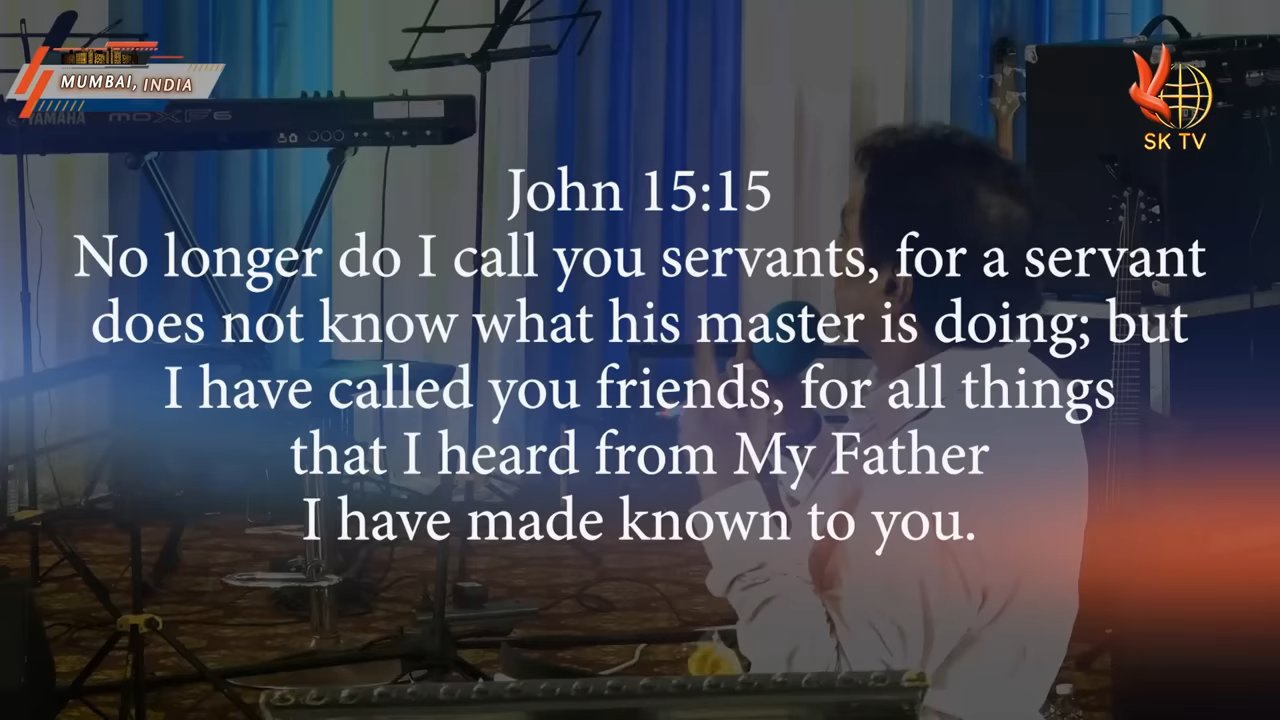 MUMBAI, INDIA
YAMAHA MOXF6
SK TV
John 15:15
No longer do I call you servants, for a servant
does not know what his master is doing; but
I have called you friends, for all things
that I heard from My Father
I have made known to you.